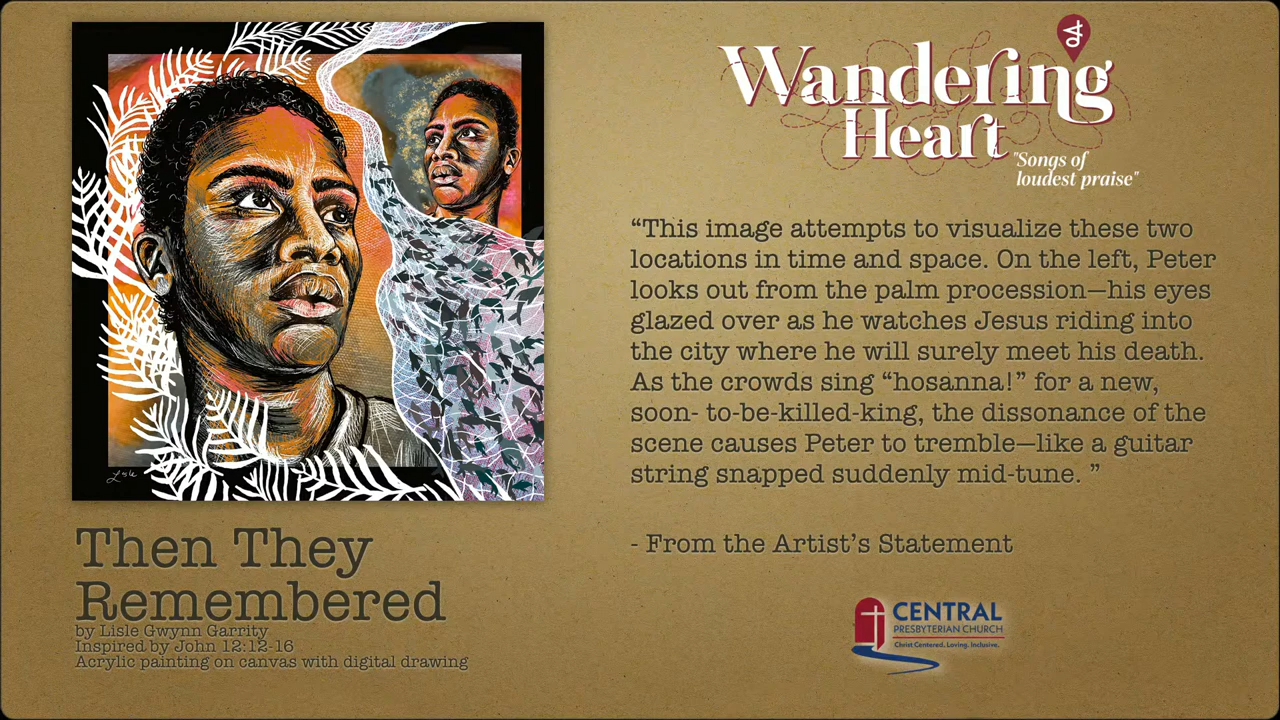 Lisle
Then They
Remembered
by Lisle Gwynn Garrity
Inspired by John 12:12-16
Acrylic painting on canvas with digital drawing
Wandering
Heart
"Songs of
loudest praise"
“This image attempts to visualize these two
locations in time and space. On the left, Peter
looks out from the palm procession—his eyes
glazed over as he watches Jesus riding into
the city where he will surely meet his death.
As the crowds sing “hosanna!” for a new,
soon- to-be-killed-king, the dissonance of the
scene causes Peter to tremble—like a guitar
string snapped suddenly mid-tune. ”
- From the Artist’s Statement
CENTRAL
PRESBYTERIAN CHURCH
Christ Centered. Loving. Inclusive.